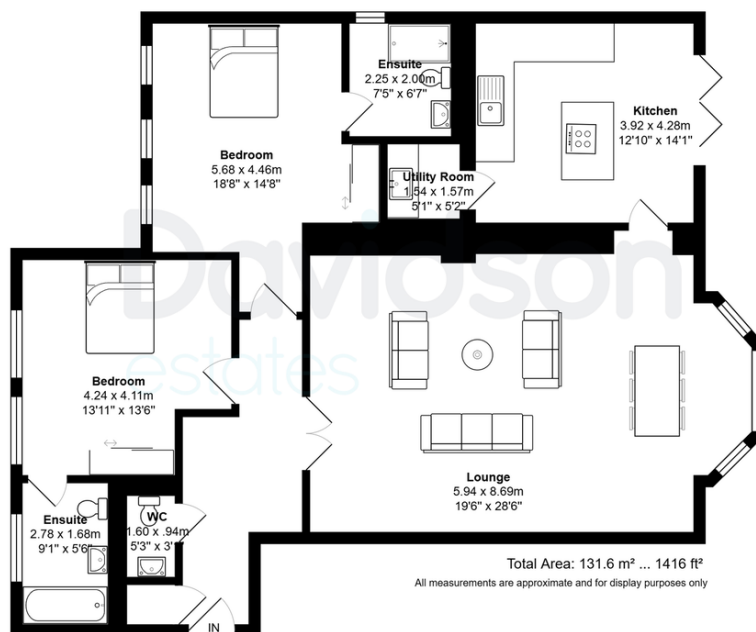 Ensuite
2.25 x 2.00m
7'5" x 6'7"
Kitchen
3.92 x 4.28m
12'10" x 14'1"
Bedroom
5.68 x 4.46m
18'8" x 14'8"
Utility Room
1.54 x 1.57m
5'1" x 5'2"
Davidson
estates
Bedroom
4.24 x 4.11m
13'11" x 13'6"
Lounge
5.94 x 8.69m
19'6" x 28'6"
Ensuite
2.78 x 1.68m
9'1" x 5'6"
WC
1.60 x .94m
5'3" x 3'1
Total Area: 131.6 m² ... 1416 ft²
All measurements are approximate and for display purposes only
IN